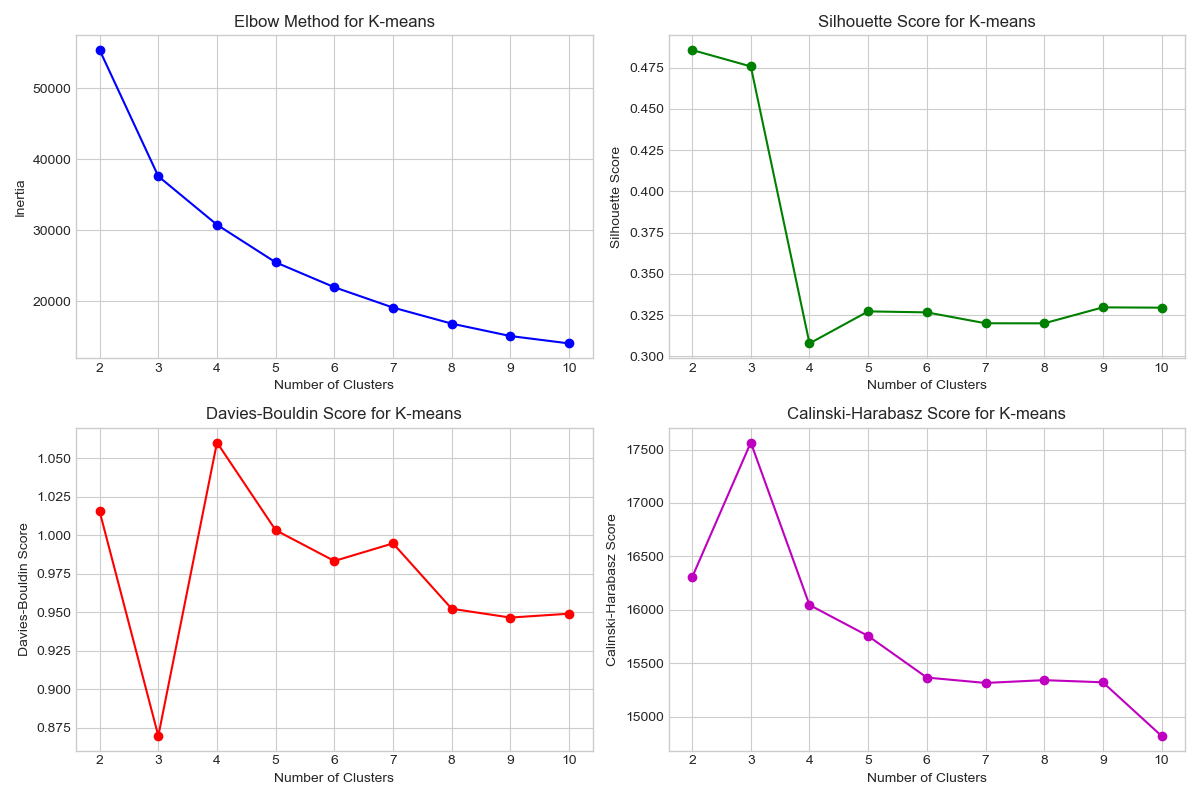 Elbow Method for K-means
50000
40000
30000
20000
Inertia
2 3 4 5 6 7 8 9 10
Number of Clusters
Silhouette Score for K-means
0.475
0.450
0.425
0.400
0.375
0.350
0.325
0.300
Silhouette Score
2 3 4 5 6 7 8 9 10
Number of Clusters
Davies-Bouldin Score for K-means
1.050
1.025
1.000
0.975
0.950
0.925
0.900
0.875
Davies-Bouldin Score
2 3 4 5 6 7 8 9 10
Number of Clusters
Calinski-Harabasz Score for K-means
17500
17000
16500
16000
15500
15000
Calinski-Harabasz Score
2 3 4 5 6 7 8 9 10
Number of Clusters